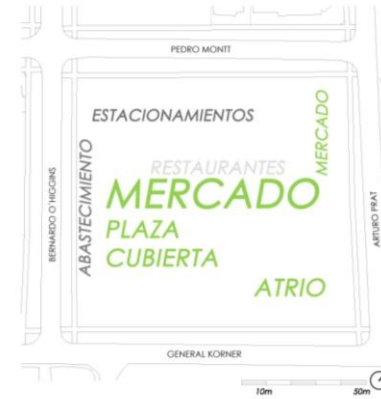 PEDRO MONTT
ESTACIONAMIENTOS
MERCADO
ABASTECIMIENTO
RESTAURANTES
MERCADO
PLAZA
CUBIERTA
ATRIO
BERNARDO O´HIGGINS
ARTURO PRAT
GENERAL KORNER
10m 50m